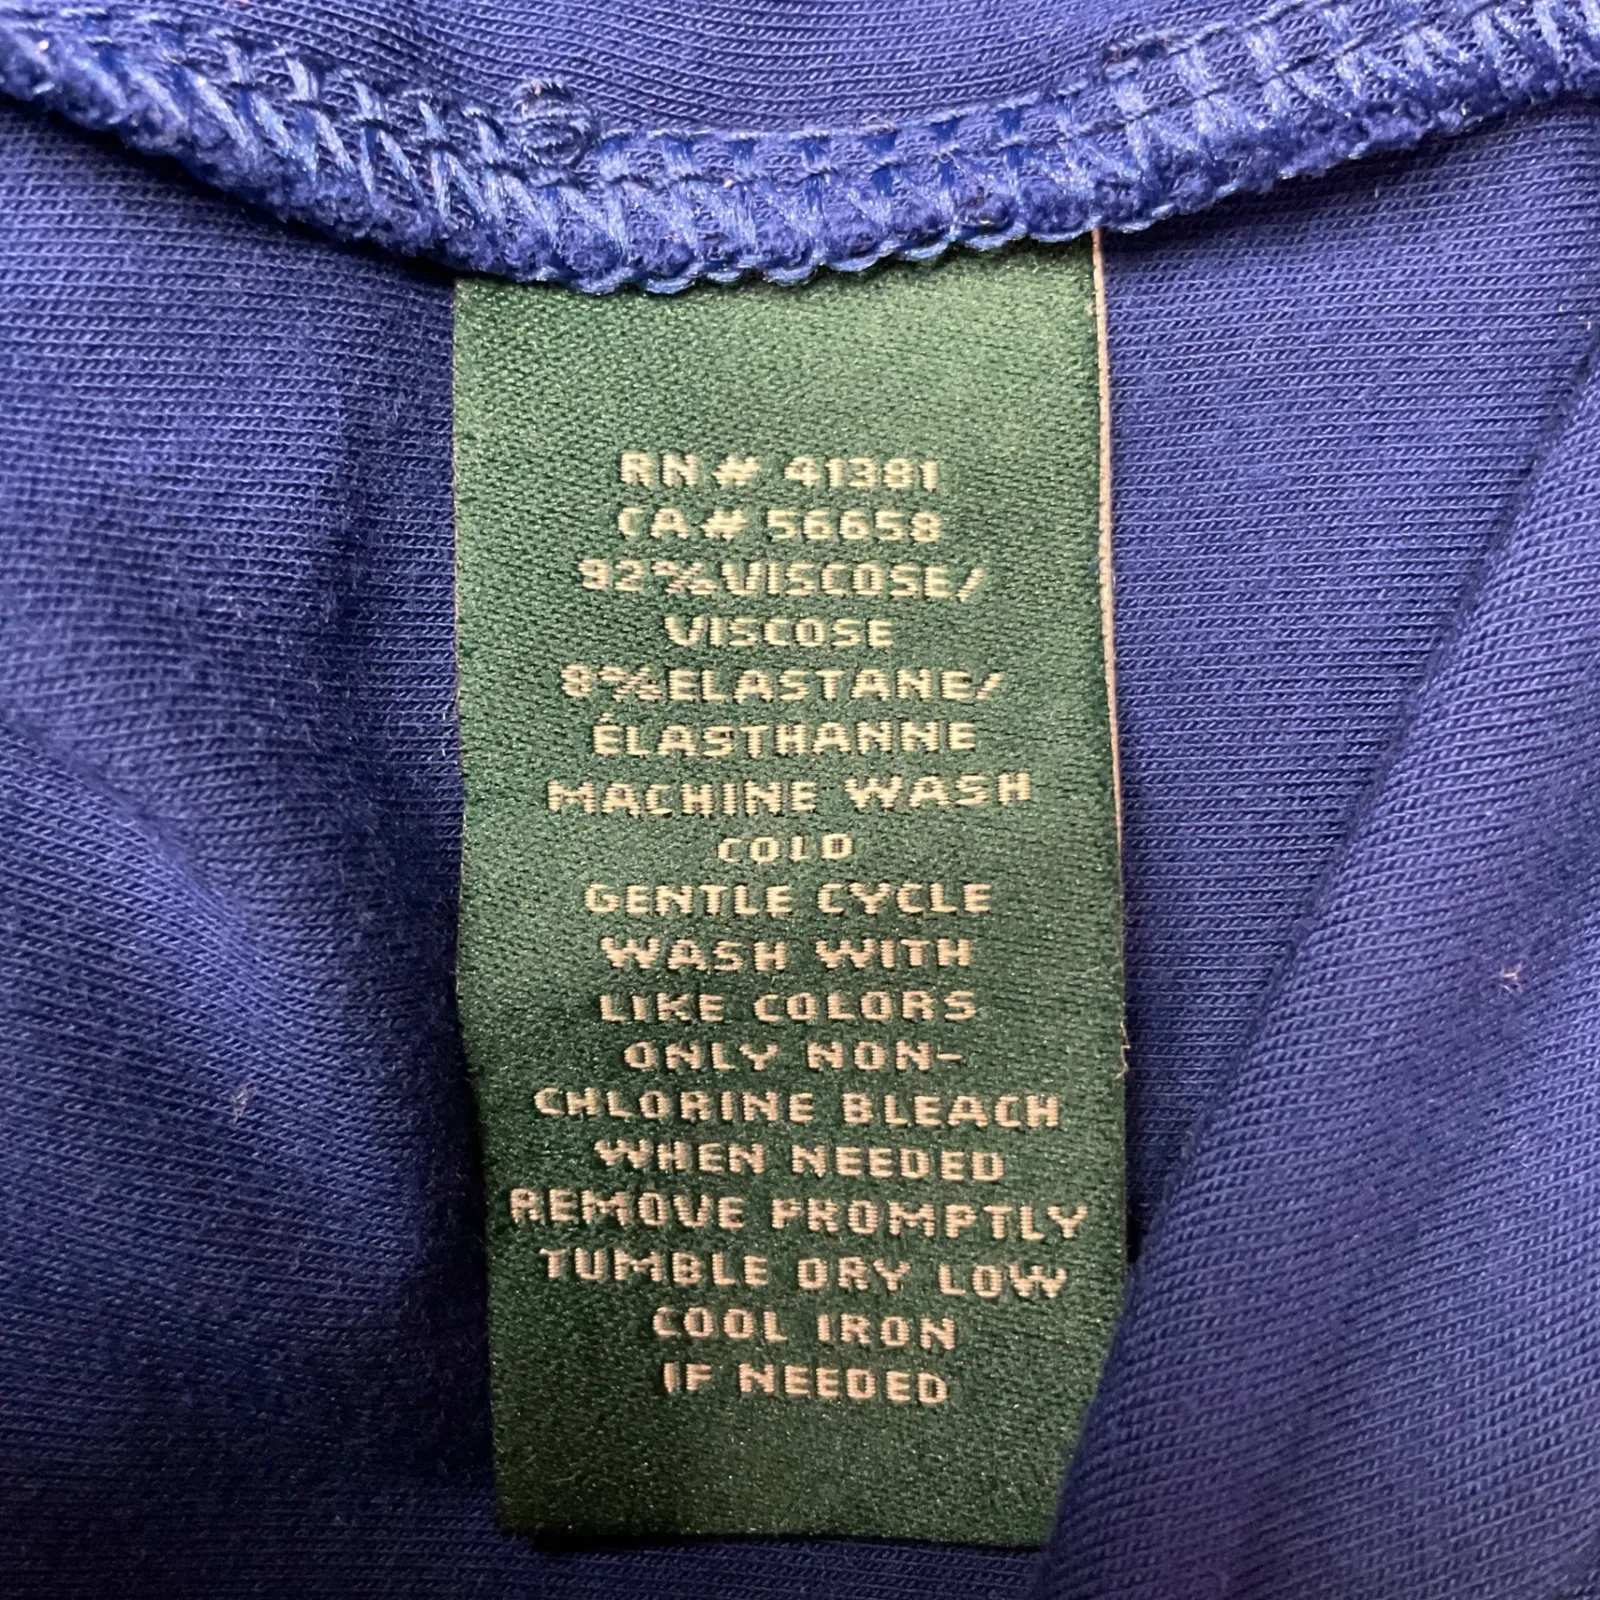 RN# 41381
CA# 56658
92%VISCOSE/
VISCOSE
8%ELASTANE/
ÉLASTHANNE
MACHINE WASH
COLD
GENTLE CYCLE
WASH WITH
LIKE COLORS
ONLY NON-
CHLORINE BLEACH
WHEN NEEDED
REMOVE PROMPTLY
TUMBLE DRY LOW
COOL IRON
IF NEEDED